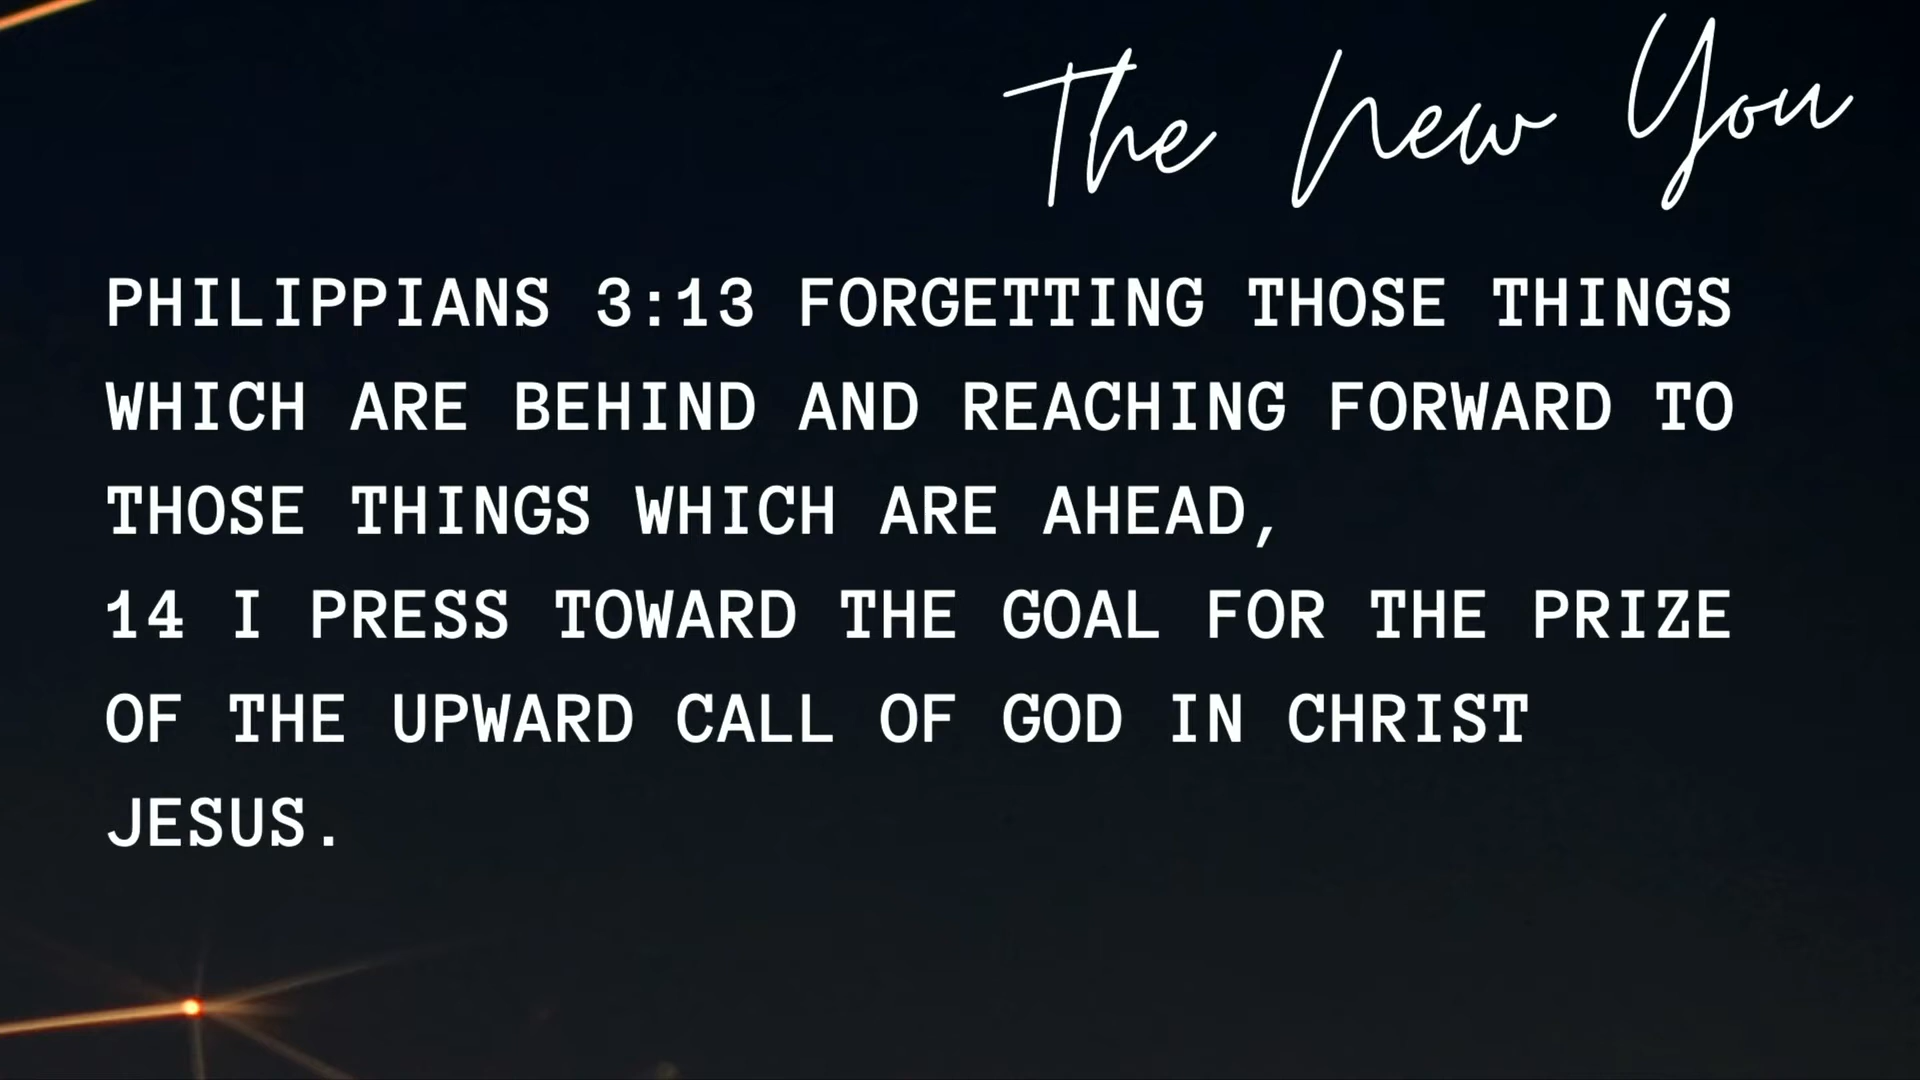 The New You
PHILIPPIANS 3:13 FORGETTING THOSE THINGS
WHICH ARE BEHIND AND REACHING FORWARD TO
THOSE THINGS WHICH ARE AHEAD,
14 I PRESS TOWARD THE GOAL FOR THE PRIZE
OF THE UPWARD CALL OF GOD IN CHRIST
JESUS.